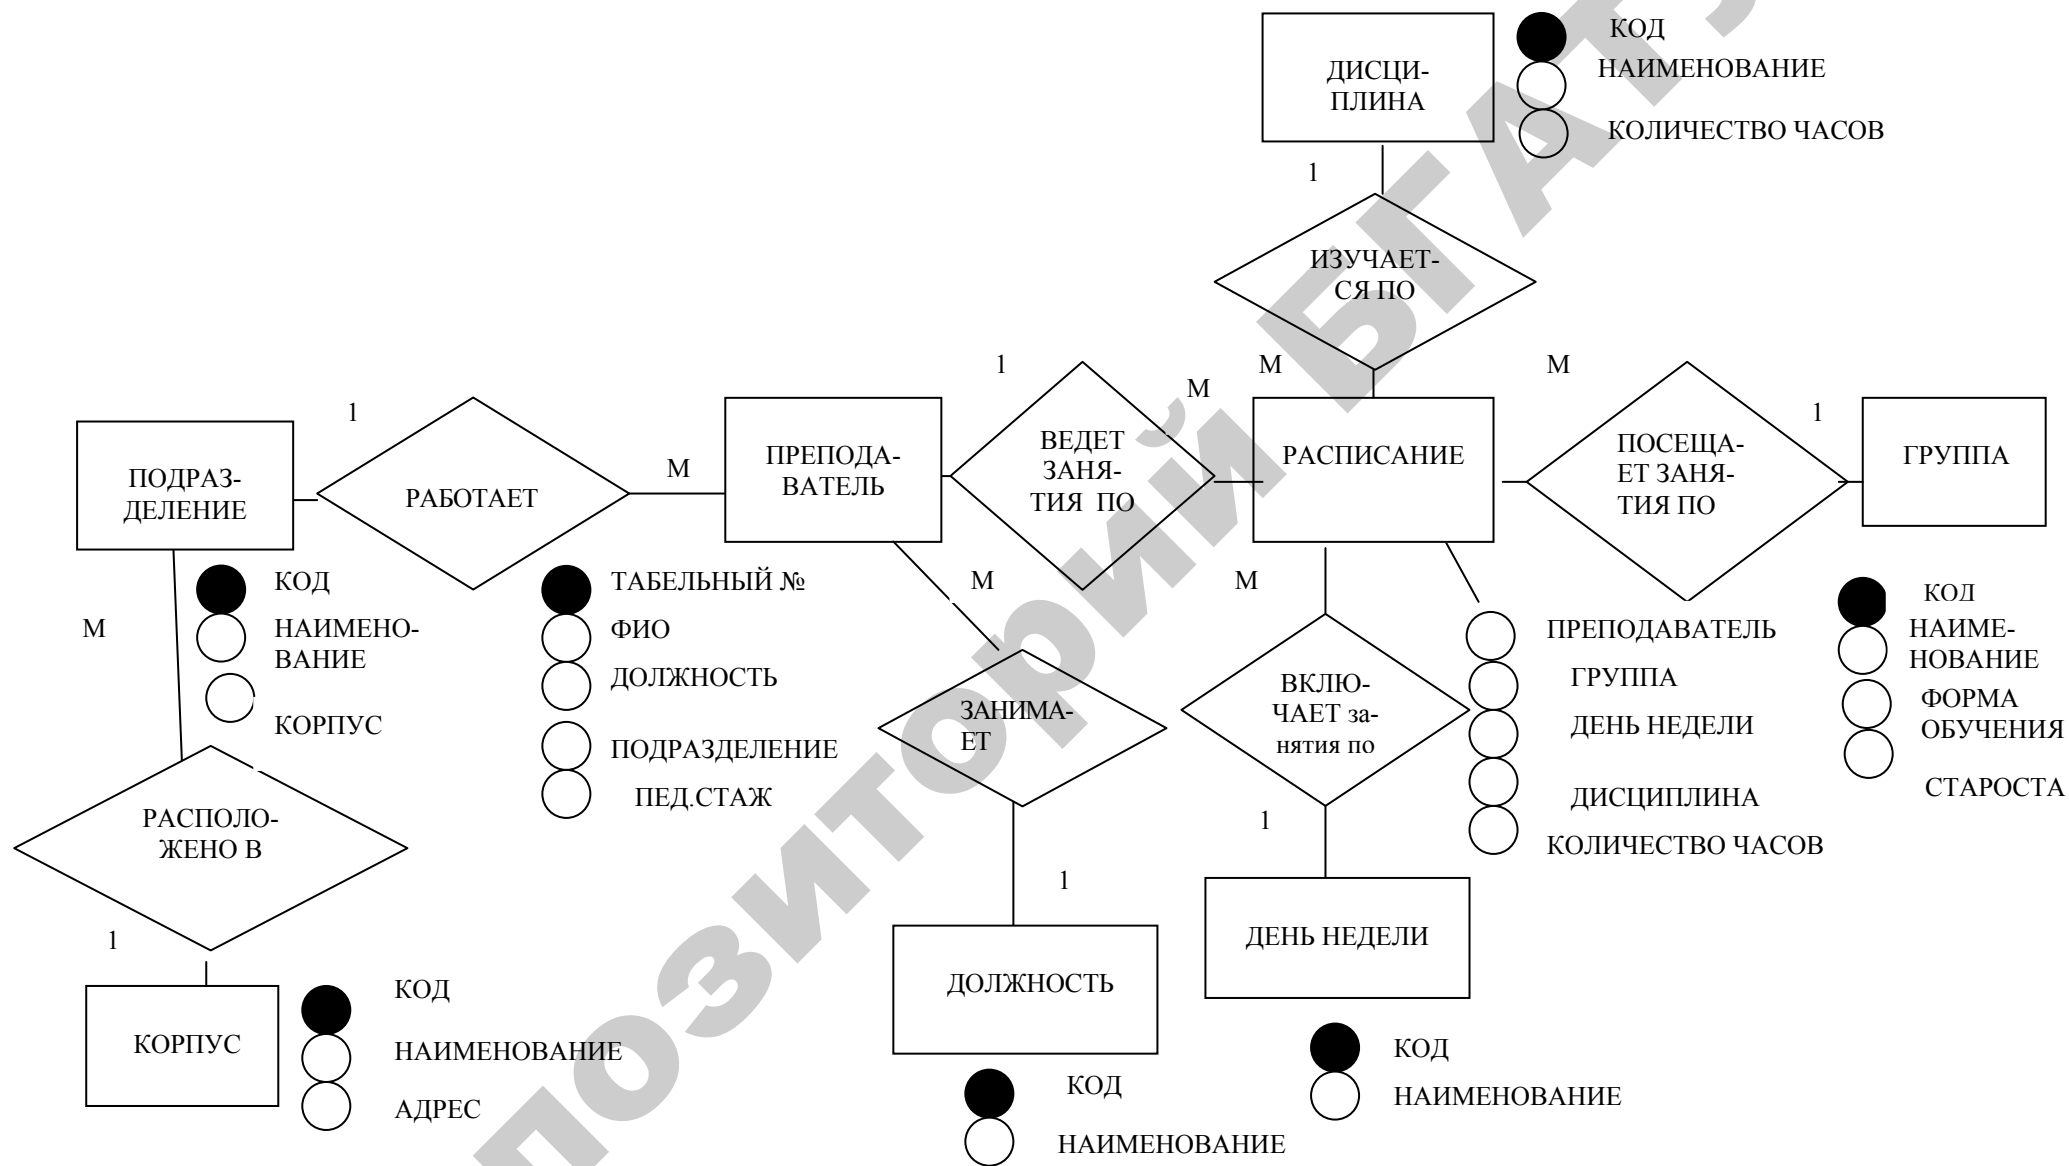 ДИСЦИ-
ПЛИНА
КОД
НАИМЕНОВАНИЕ
КОЛИЧЕСТВО ЧАСОВ
1
ИЗУЧАЕТ-
СЯ ПО
М
ПОДРАЗ-
ДЕЛЕНИЕ
1
РАБОТАЕТ
М
ПРЕПОДА-
ВАТЕЛЬ
1
ВЕДЕТ
ЗАНЯ-
ТИЯ ПО
М
РАСПИСАНИЕ
М
ПОСЕЩА-
ЕТ ЗАНЯ-
ТИЯ ПО
1
ГРУППА
КОД
НАИМЕНО-
ВАНИЕ
КОРПУС
ТАБЕЛЬНЫЙ №
ФИО
ДОЛЖНОСТЬ
ПОДРАЗДЕЛЕНИЕ
ПЕД.СТАЖ
М
ЗАНИМА-
ЕТ
1
М
ВКЛЮ-
ЧАЕТ за-
нятия по
1
ПРЕПОДАВАТЕЛЬ
ГРУППА
ДЕНЬ НЕДЕЛИ
ДИСЦИПЛИНА
КОЛИЧЕСТВО ЧАСОВ
КОД
НАИМЕ-
НОВАНИЕ
ФОРМА
ОБУЧЕНИЯ
СТАРОСТА
М
РАСПОЛО-
ЖЕНО В
1
КОРПУС
КОД
НАИМЕНОВАНИЕ
АДРЕС
ДОЛЖНОСТЬ
КОД
НАИМЕНОВАНИЕ
ДЕНЬ НЕДЕЛИ
КОД
НАИМЕНОВАНИЕ
позиторий БГАТУ